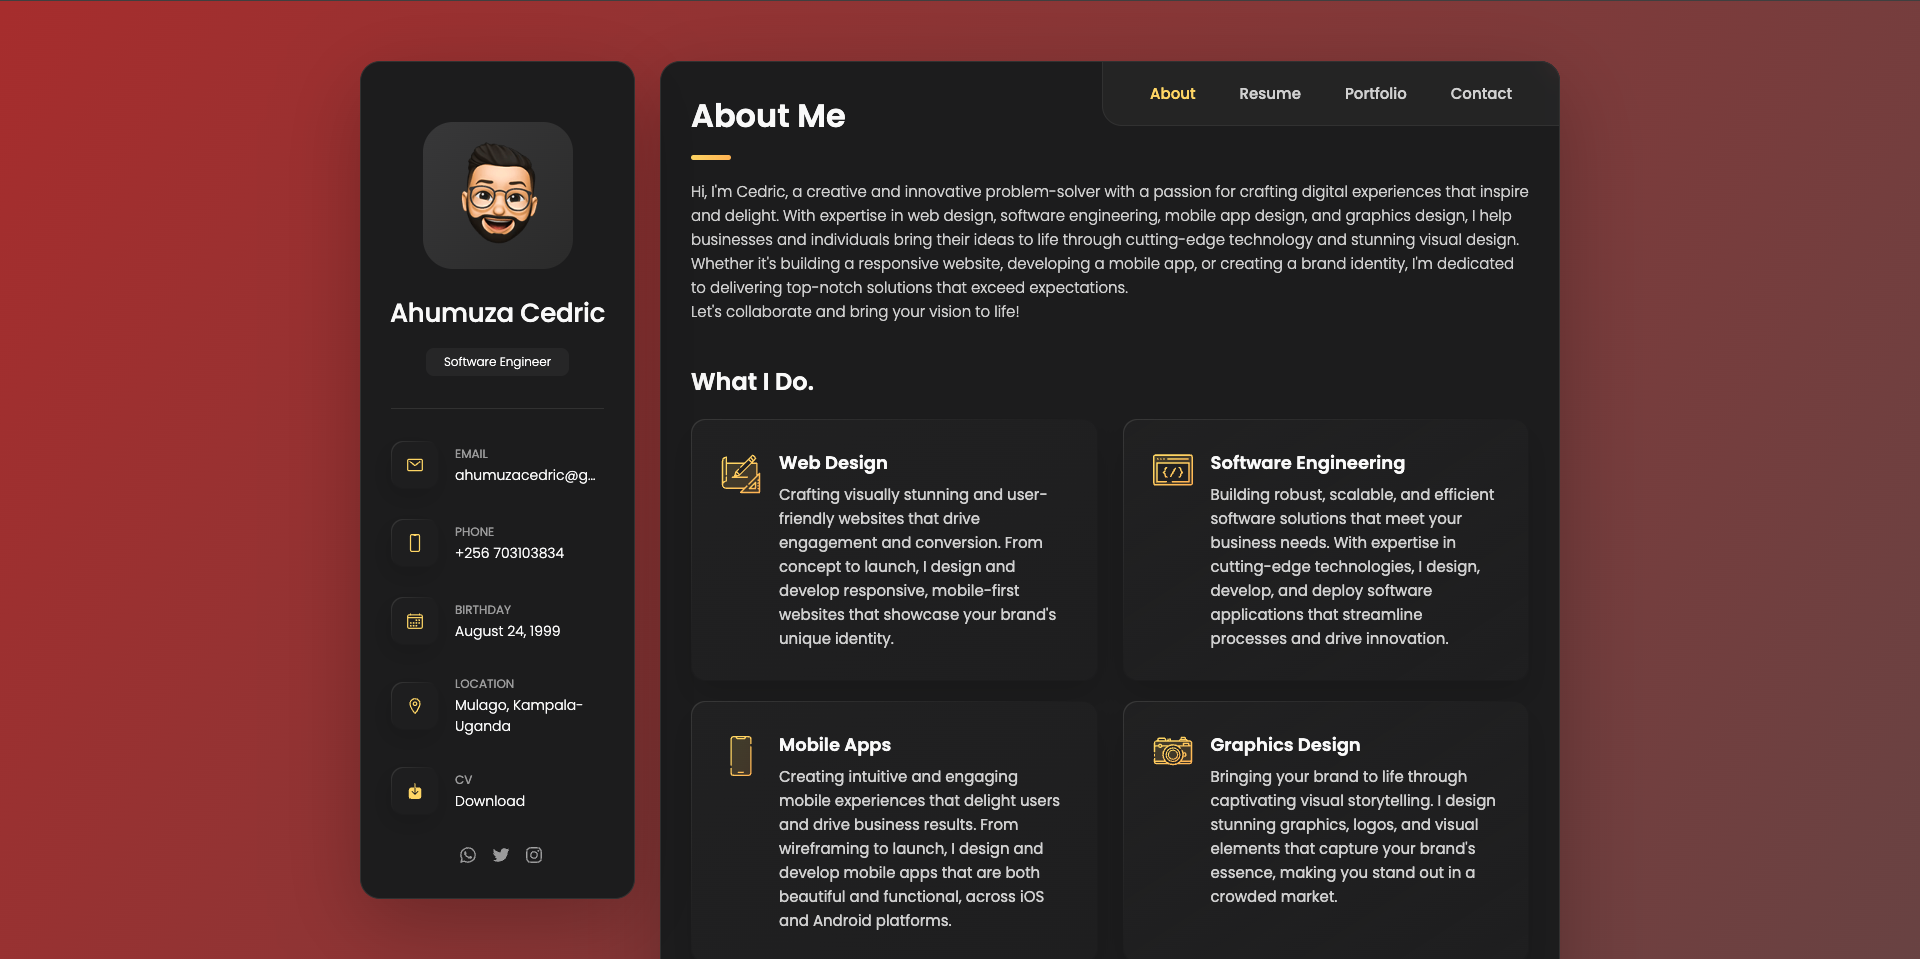 Ahumuza Cedric
Software Engineer
EMAIL
ahumuzacedric@g...
PHONE
+256 703103834
BIRTHDAY
August 24, 1999
LOCATION
Mulago, Kampala-
Uganda
CV
Download
About
Resume
Portfolio
Contact
About Me
Hi, I'm Cedric, a creative and innovative problem-solver with a passion for crafting digital experiences that inspire
and delight. With expertise in web design, software engineering, mobile app design, and graphics design, I help
businesses and individuals bring their ideas to life through cutting-edge technology and stunning visual design.
Whether it's building a responsive website, developing a mobile app, or creating a brand identity, I'm dedicated
to delivering top-notch solutions that exceed expectations.
Let's collaborate and bring your vision to life!
What I Do.
Web Design
Crafting visually stunning and user-
friendly websites that drive
engagement and conversion. From
concept to launch, I design and
develop responsive, mobile-first
websites that showcase your brand's
unique identity.
Software Engineering
Building robust, scalable, and efficient
software solutions that meet your
business needs. With expertise in
cutting-edge technologies, I design,
develop, and deploy software
applications that streamline
processes and drive innovation.
Mobile Apps
Creating intuitive and engaging
mobile experiences that delight users
and drive business results. From
wireframing to launch, I design and
develop mobile apps that are both
beautiful and functional, across iOS
and Android platforms.
Graphics Design
Bringing your brand to life through
captivating visual storytelling. I design
stunning graphics, logos, and visual
elements that capture your brand's
essence, making you stand out in a
crowded market.